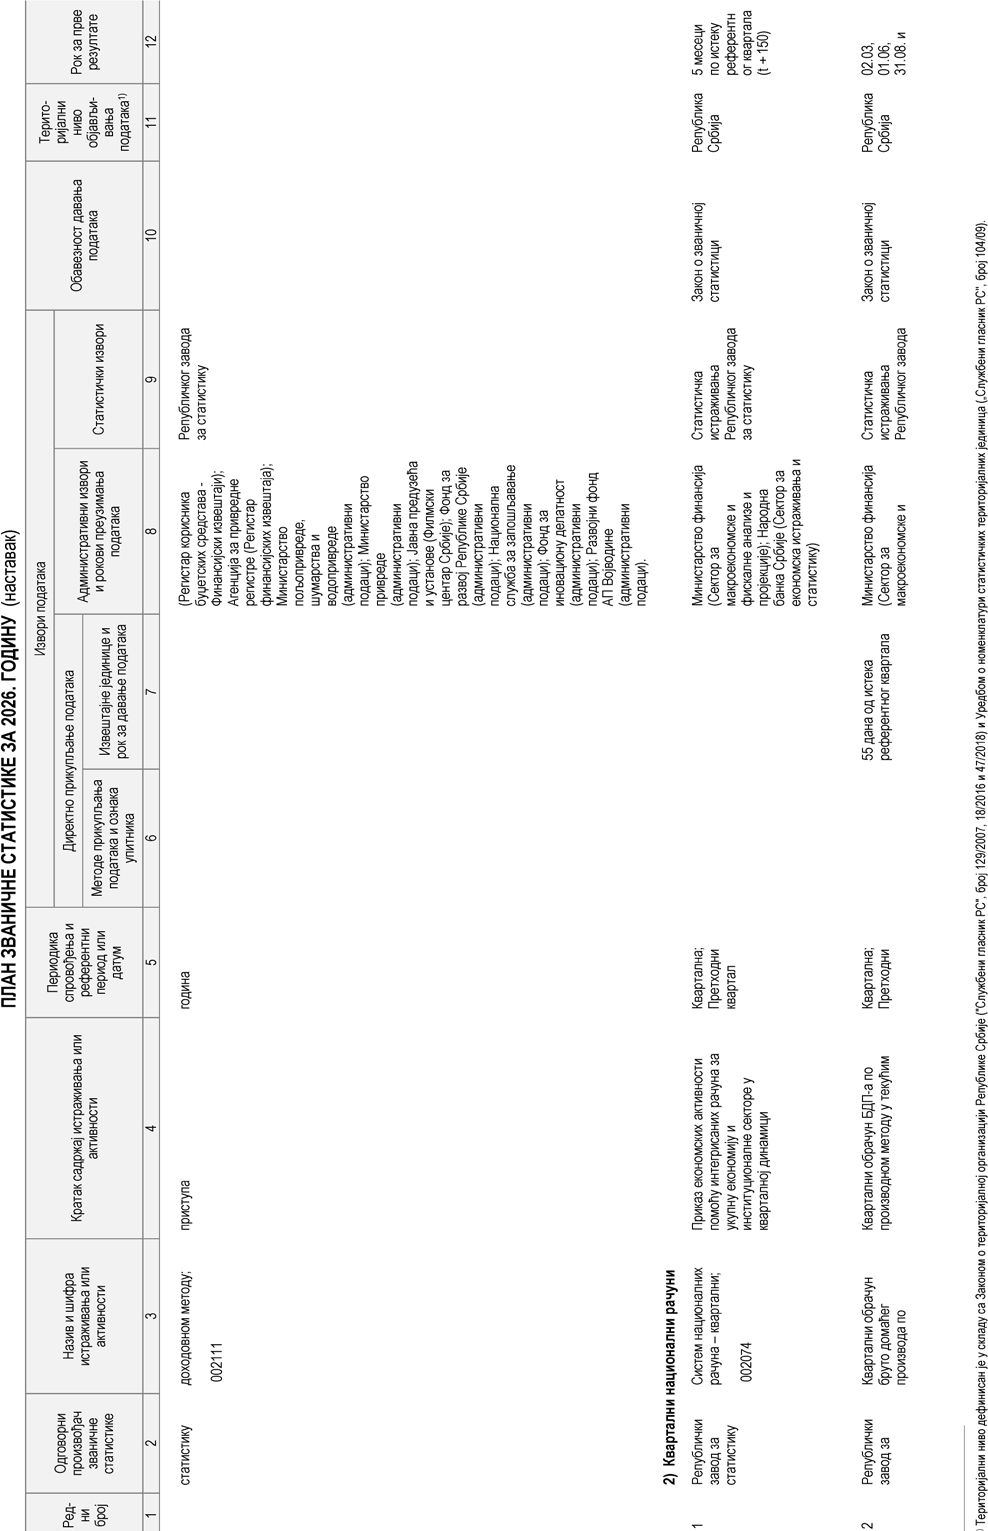 ПЛАН ЗВАНИЧНЕ СТАТИСТИКЕ ЗА 2026. ГОДИНУ (наставак)
Ред-
ни
број
Одговорни
произвођач
званичне
статистике
Назив и шифра
истраживања или
активности
Кратак садржај истраживања или
активности
Периодика
спровођења и
референтни
период или
датум
Извори података
Директно прикупљање података
Методе прикупљања
података и ознака
упитника
Извештајне јединице и
рок за давање података
Административни извори
и рокови преузимања
података
Статистички извори
Обавезност давања
података
Терито-
ријални
ниво
објављи-
вања
података1)
Рок за прве
резултате
1 2 3 4 5 6 7 8 9 10 11 12
статистику
доходовном методу;
002111
приступа
година
(Регистар корисника
буџетских средстава -
Финансијски извештаји);
Агенција за привредне
регистре (Регистар
финансијских извештаја);
Министарство
пољопривреде,
шумарства и
водопривреде
(административни
подаци); Министарство
привреде
(административни
подаци); Јавна предузећа
и установе (Филмски
центар Србије); Фонд за
развој Републике Србије
(административни
подаци); Национална
служба за запошљавање
(административни
подаци); Фонд за
иновациону делатност
(административни
подаци); Развојни фонд
АП Војводине
(административни
подаци).
Републичког завода
за статистику
2) Квартални национални рачуни
1
Републички
завод за
статистику
Систем националних
рачуна – квартални;
002074
Приказ економских активности
помоћу интегрисаних рачуна за
укупну економију и
институционалне секторе у
кварталној динамици
Квартална;
Претходни
квартал
Министарство финансија
(Сектор за
макроекономске и
фискалне анализе и
пројекције); Народна
банка Србије (Сектор за
економска истраживања и
статистику)
Статистичка
истраживања
Републичког завода
за статистику
Закон о званичној
статистици
Република
Србија
5 месеци
по истеку
референтн
ог квартала
(t + 150)
2
Републички
завод за
Квартални обрачун
бруто домаћег
производа по
Квартални обрачун БДП-а по
производном методу у текућим
Квартална;
Претходни
55 дана од истека
референтног квартала
Министарство финансија
(Сектор за
макроекономске и
Статистичка
истраживања
Републичког завода
Закон о званичној
статистици
Република
Србија
02.03,
01.06,
31.08. и
) Територијални ниво дефинисан је у складу са Законом о територијалној организацији Републике Србије ("Службени гласник РС", број 129/2007, 18/2016 и 47/2018) и Уредбом о номенклатури статистичких територијалних јединица („Службени гласник РС", број 104/09).